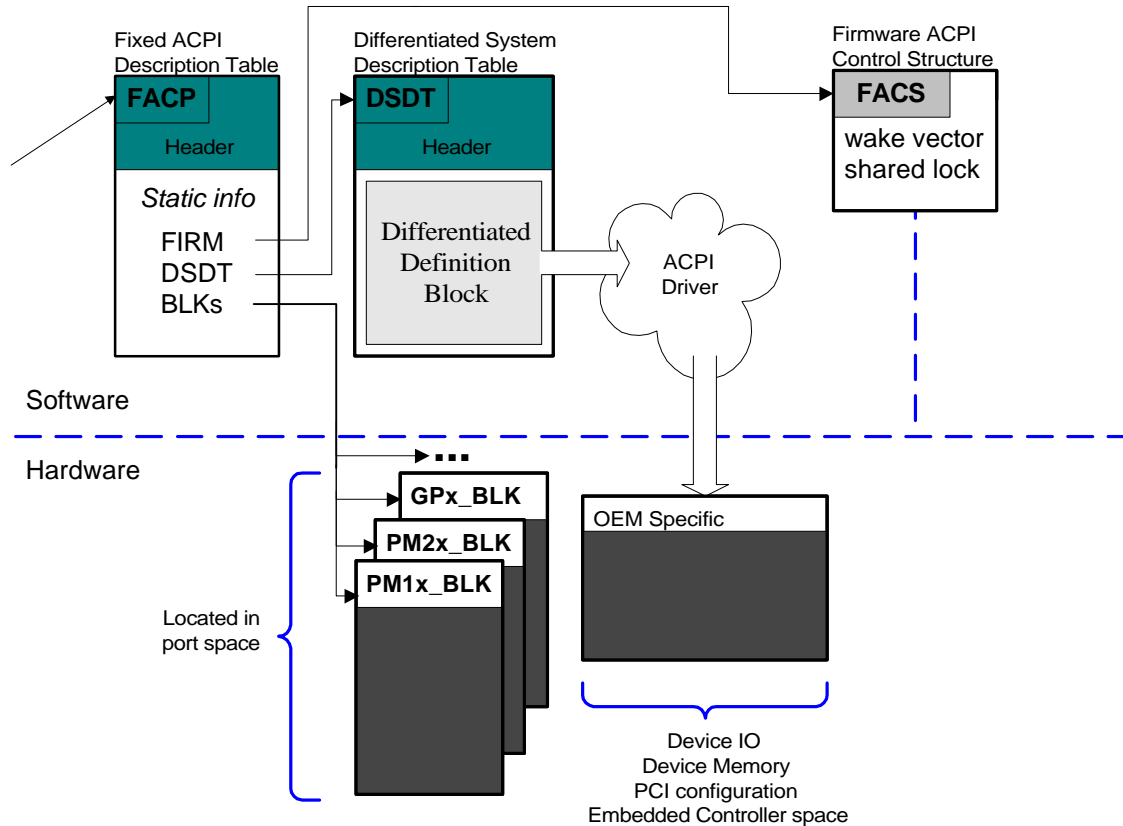 Fixed ACPI
Description Table
FACP
Header
Static info
FIRM
DSDT
BLKs
Differentiated System
Description Table
DSDT
Header
Differentiated
Definition
Block
ACPI
Driver
Firmware ACPI
Control Structure
FACS
wake vector
shared lock
Software
Hardware
...
GPx_BLK
PM2x_BLK
PM1x_BLK
Located in
port space
OEM Specific
Device IO
Device Memory
PCI configuration
Embedded Controller space